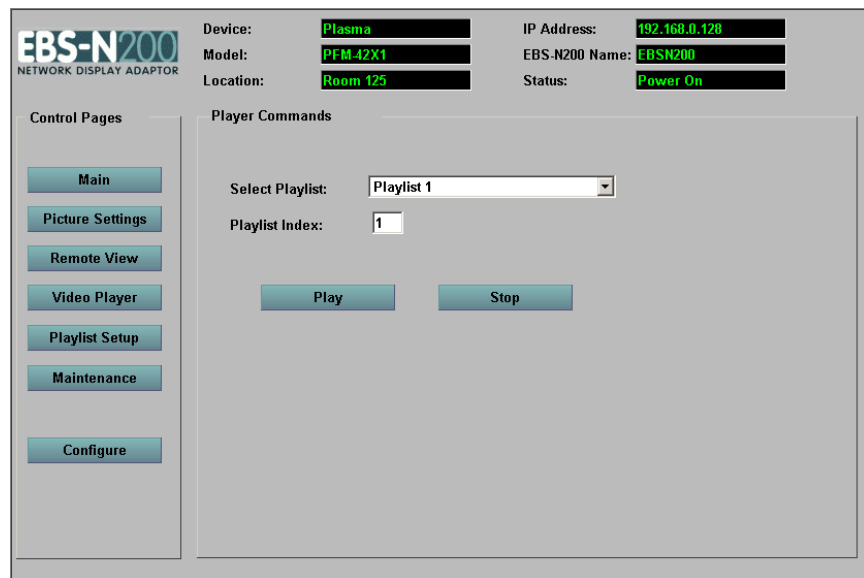 EBS-N200
NETWORK DISPLAY ADAPTOR
Device: Plasma
IP Address: 192.168.0.128
Model: PFM-42X1
EBS-N200 Name: EBSN200
Location: Room 125
Status: Power On
Control Pages
Main
Picture Settings
Remote View
Video Player
Playlist Setup
Maintenance
Configure
Player Commands
Select Playlist: Playlist 1
Playlist Index: 1
Play
Stop